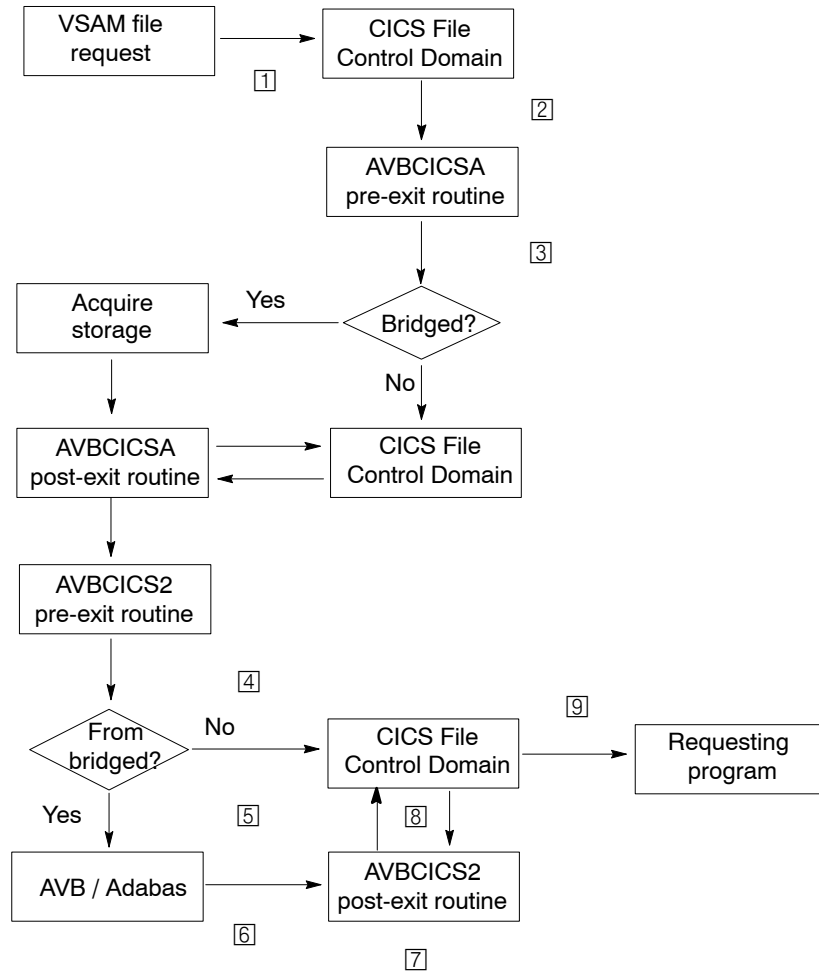 VSAM file
request
CICS File
Control Domain
1
2
AVBCICSA
pre-exit routine
3
Acquire
storage
Yes
Bridged?
No
AVBCICSA
post-exit routine
CICS File
Control Domain
AVBCICS2
pre-exit routine
4
From
bridged?
No
CICS File
Control Domain
9
Requesting
program
Yes
5
8
AVB / Adabas
AVBCICS2
post-exit routine
6
7